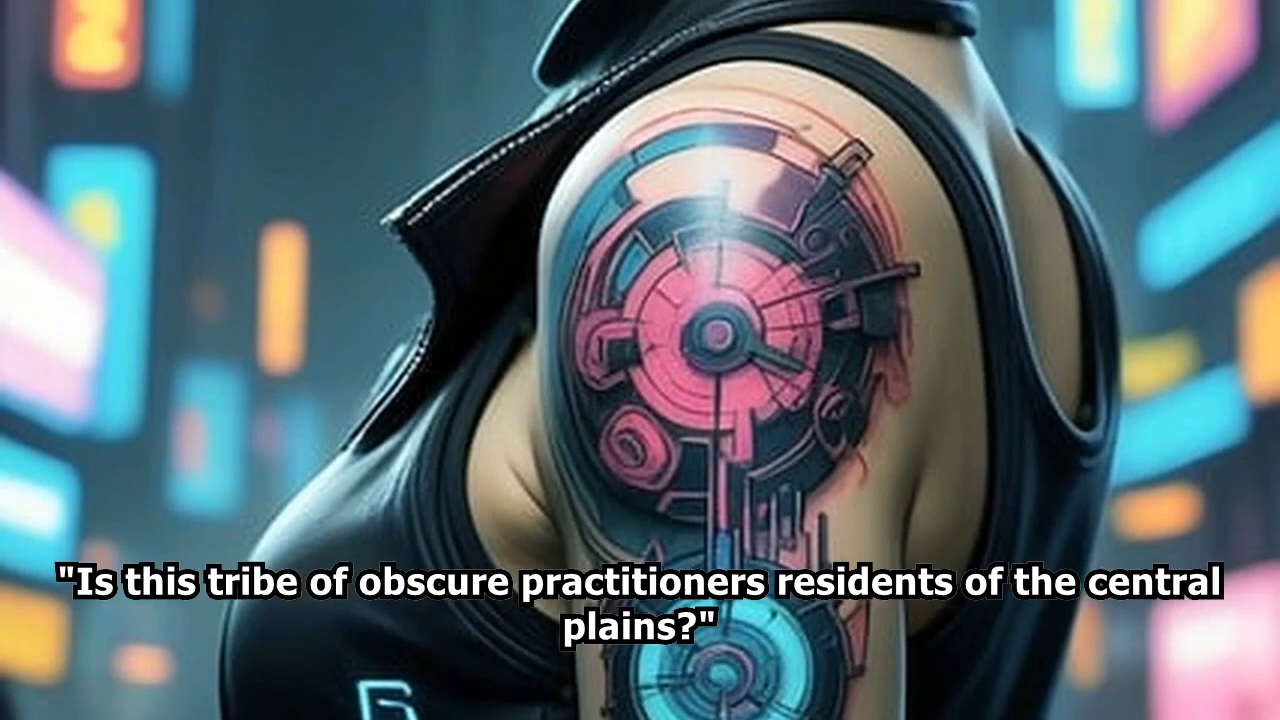 "Is this tribe of obscure practitioners residents of the central
plains?"